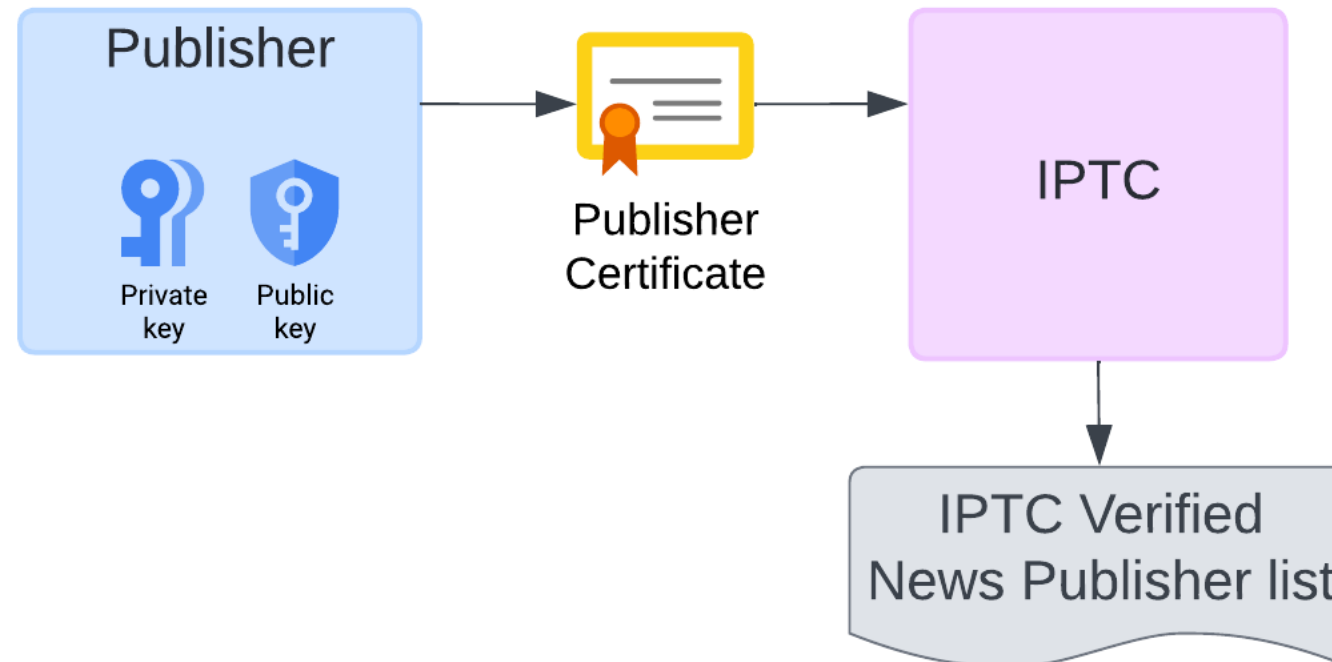 Publisher
Private
key
Public
key
Publisher
Certificate
IPTC
IPTC Verified
News Publisher list